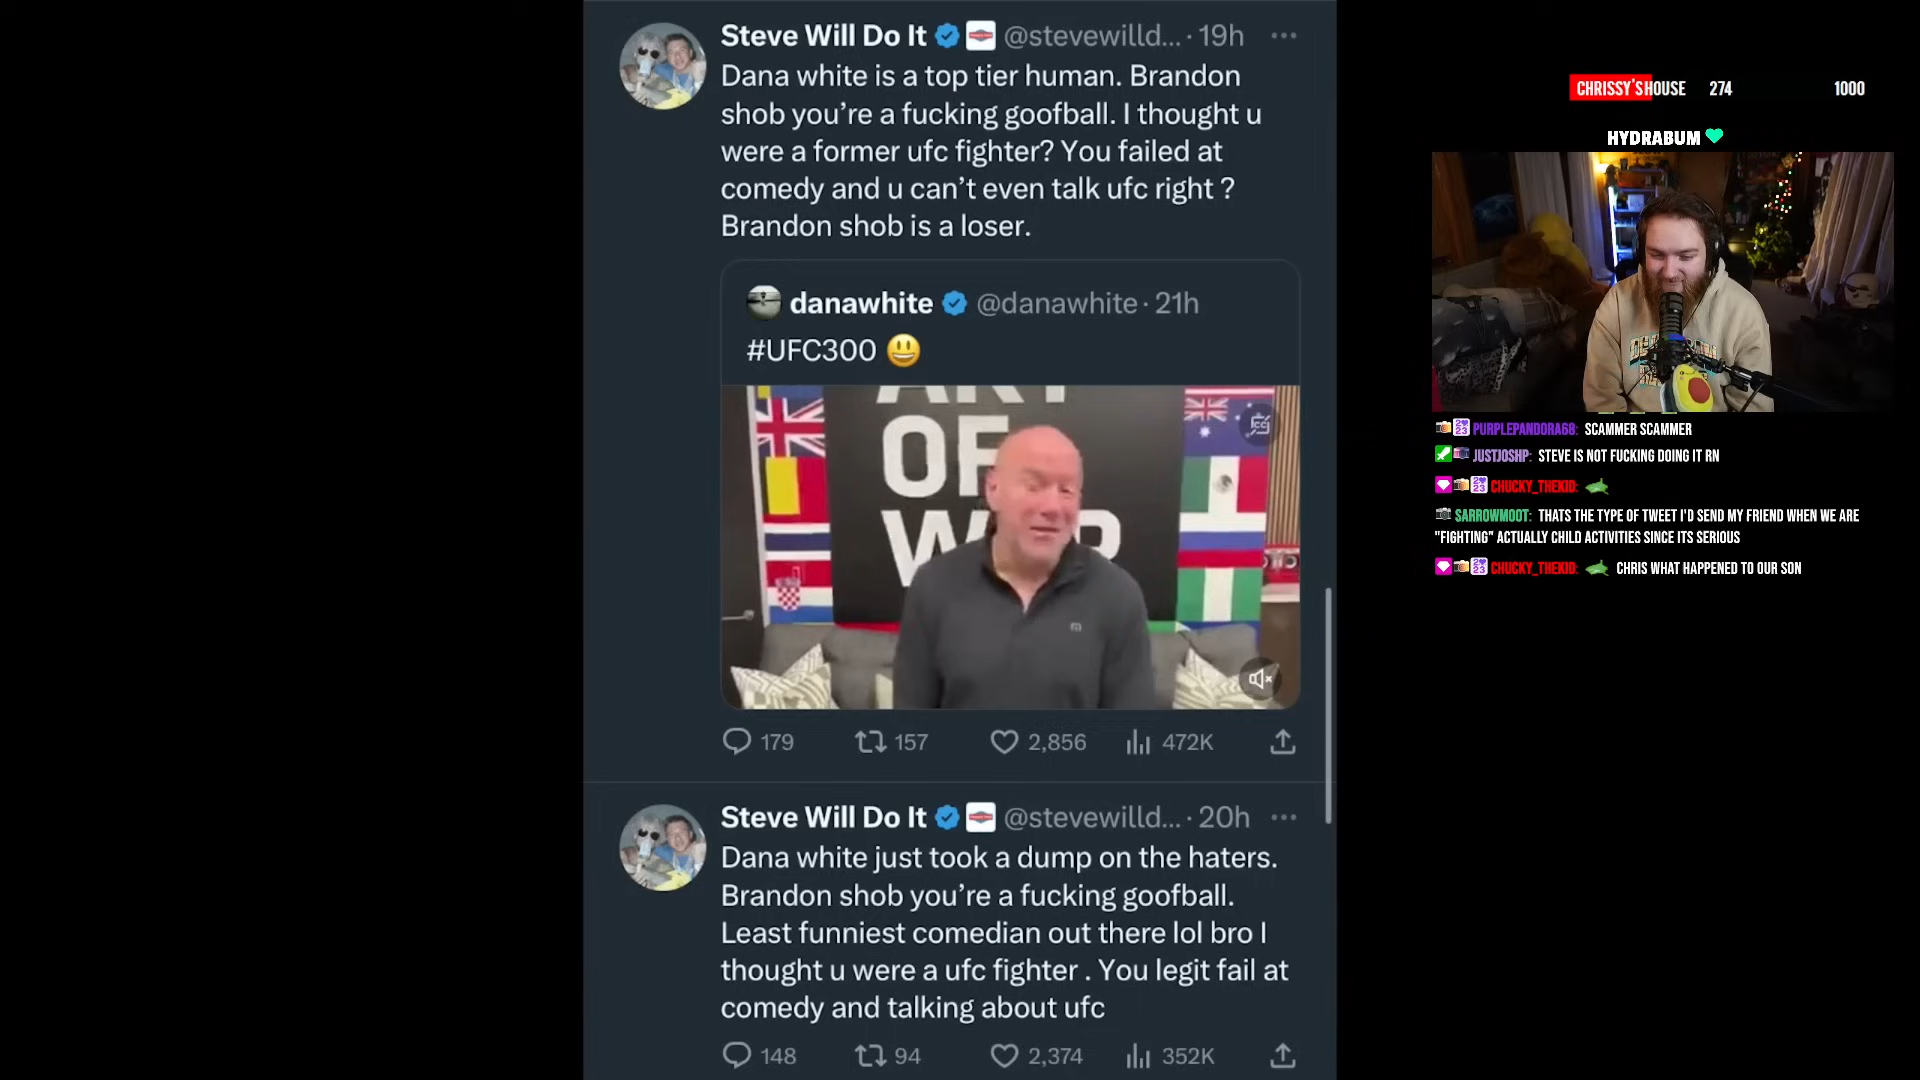 Steve Will Do It @stevewilld... · 19h
Dana white is a top tier human. Brandon
shob you’re a fucking goofball. I thought u
were a former ufc fighter? You failed at
comedy and u can’t even talk ufc right ?
Brandon shob is a loser.
danawhite @danawhite · 21h
#UFC300 😃
ART
OF
WAR
179 157 2,856 472K
Steve Will Do It @stevewilld... · 20h
Dana white just took a dump on the haters.
Brandon shob you’re a fucking goofball.
Least funniest comedian out there lol bro I
thought u were a ufc fighter . You legit fail at
comedy and talking about ufc
148 94 2,374 352K
CHRISSY'SHOUSE 274 1000
HYDRABUM
PURPLEPANDORA68: SCAMMER SCAMMER
JUSTJOSHP: STEVE IS NOT FUCKING DOING IT RN
CHUCKY_THEKID:
SARROWMOOT: THATS THE TYPE OF TWEET I'D SEND MY FRIEND WHEN WE ARE
"FIGHTING" ACTUALLY CHILD ACTIVITIES SINCE ITS SERIOUS
CHUCKY_THEKID: CHRIS WHAT HAPPENED TO OUR SON